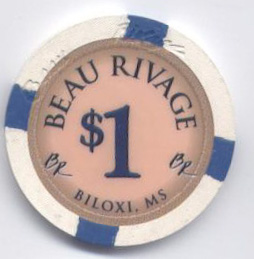 BEAU RIVAGE
$1
BR BR
BILOXI, MS